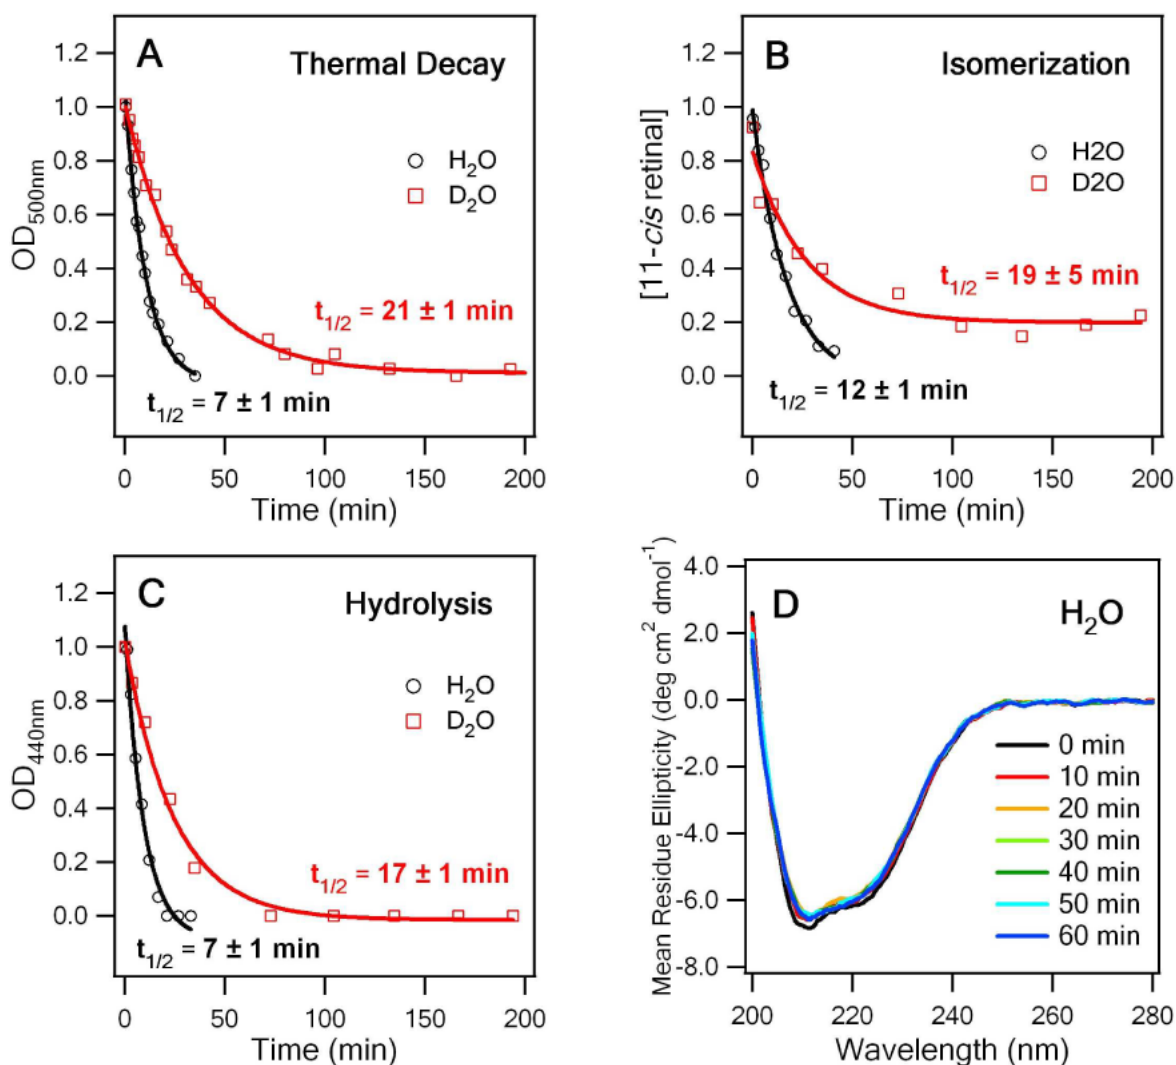 A
Thermal Decay
H₂O
D₂O
t₁/₂ = 21 ± 1 min
t₁/₂ = 7 ± 1 min
OD₅₀₀ₙₘ
1.2
1.0
0.8
0.6
0.4
0.2
0.0
0 50 100 150 200
Time (min)
B
Isomerization
H2O
D2O
t₁/₂ = 19 ± 5 min
t₁/₂ = 12 ± 1 min
[11-cis retinal]
1.2
1.0
0.8
0.6
0.4
0.2
0.0
0 50 100 150 200
Time (min)
C
Hydrolysis
H₂O
D₂O
t₁/₂ = 17 ± 1 min
t₁/₂ = 7 ± 1 min
OD₄₄₀ₙₘ
1.2
1.0
0.8
0.6
0.4
0.2
0.0
0 50 100 150 200
Time (min)
D
H₂O
0 min
10 min
20 min
30 min
40 min
50 min
60 min
Mean Residue Ellipticity (deg cm² dmol⁻¹)
4.0
2.0
0.0
-2.0
-4.0
-6.0
-8.0
200 220 240 260 280
Wavelength (nm)